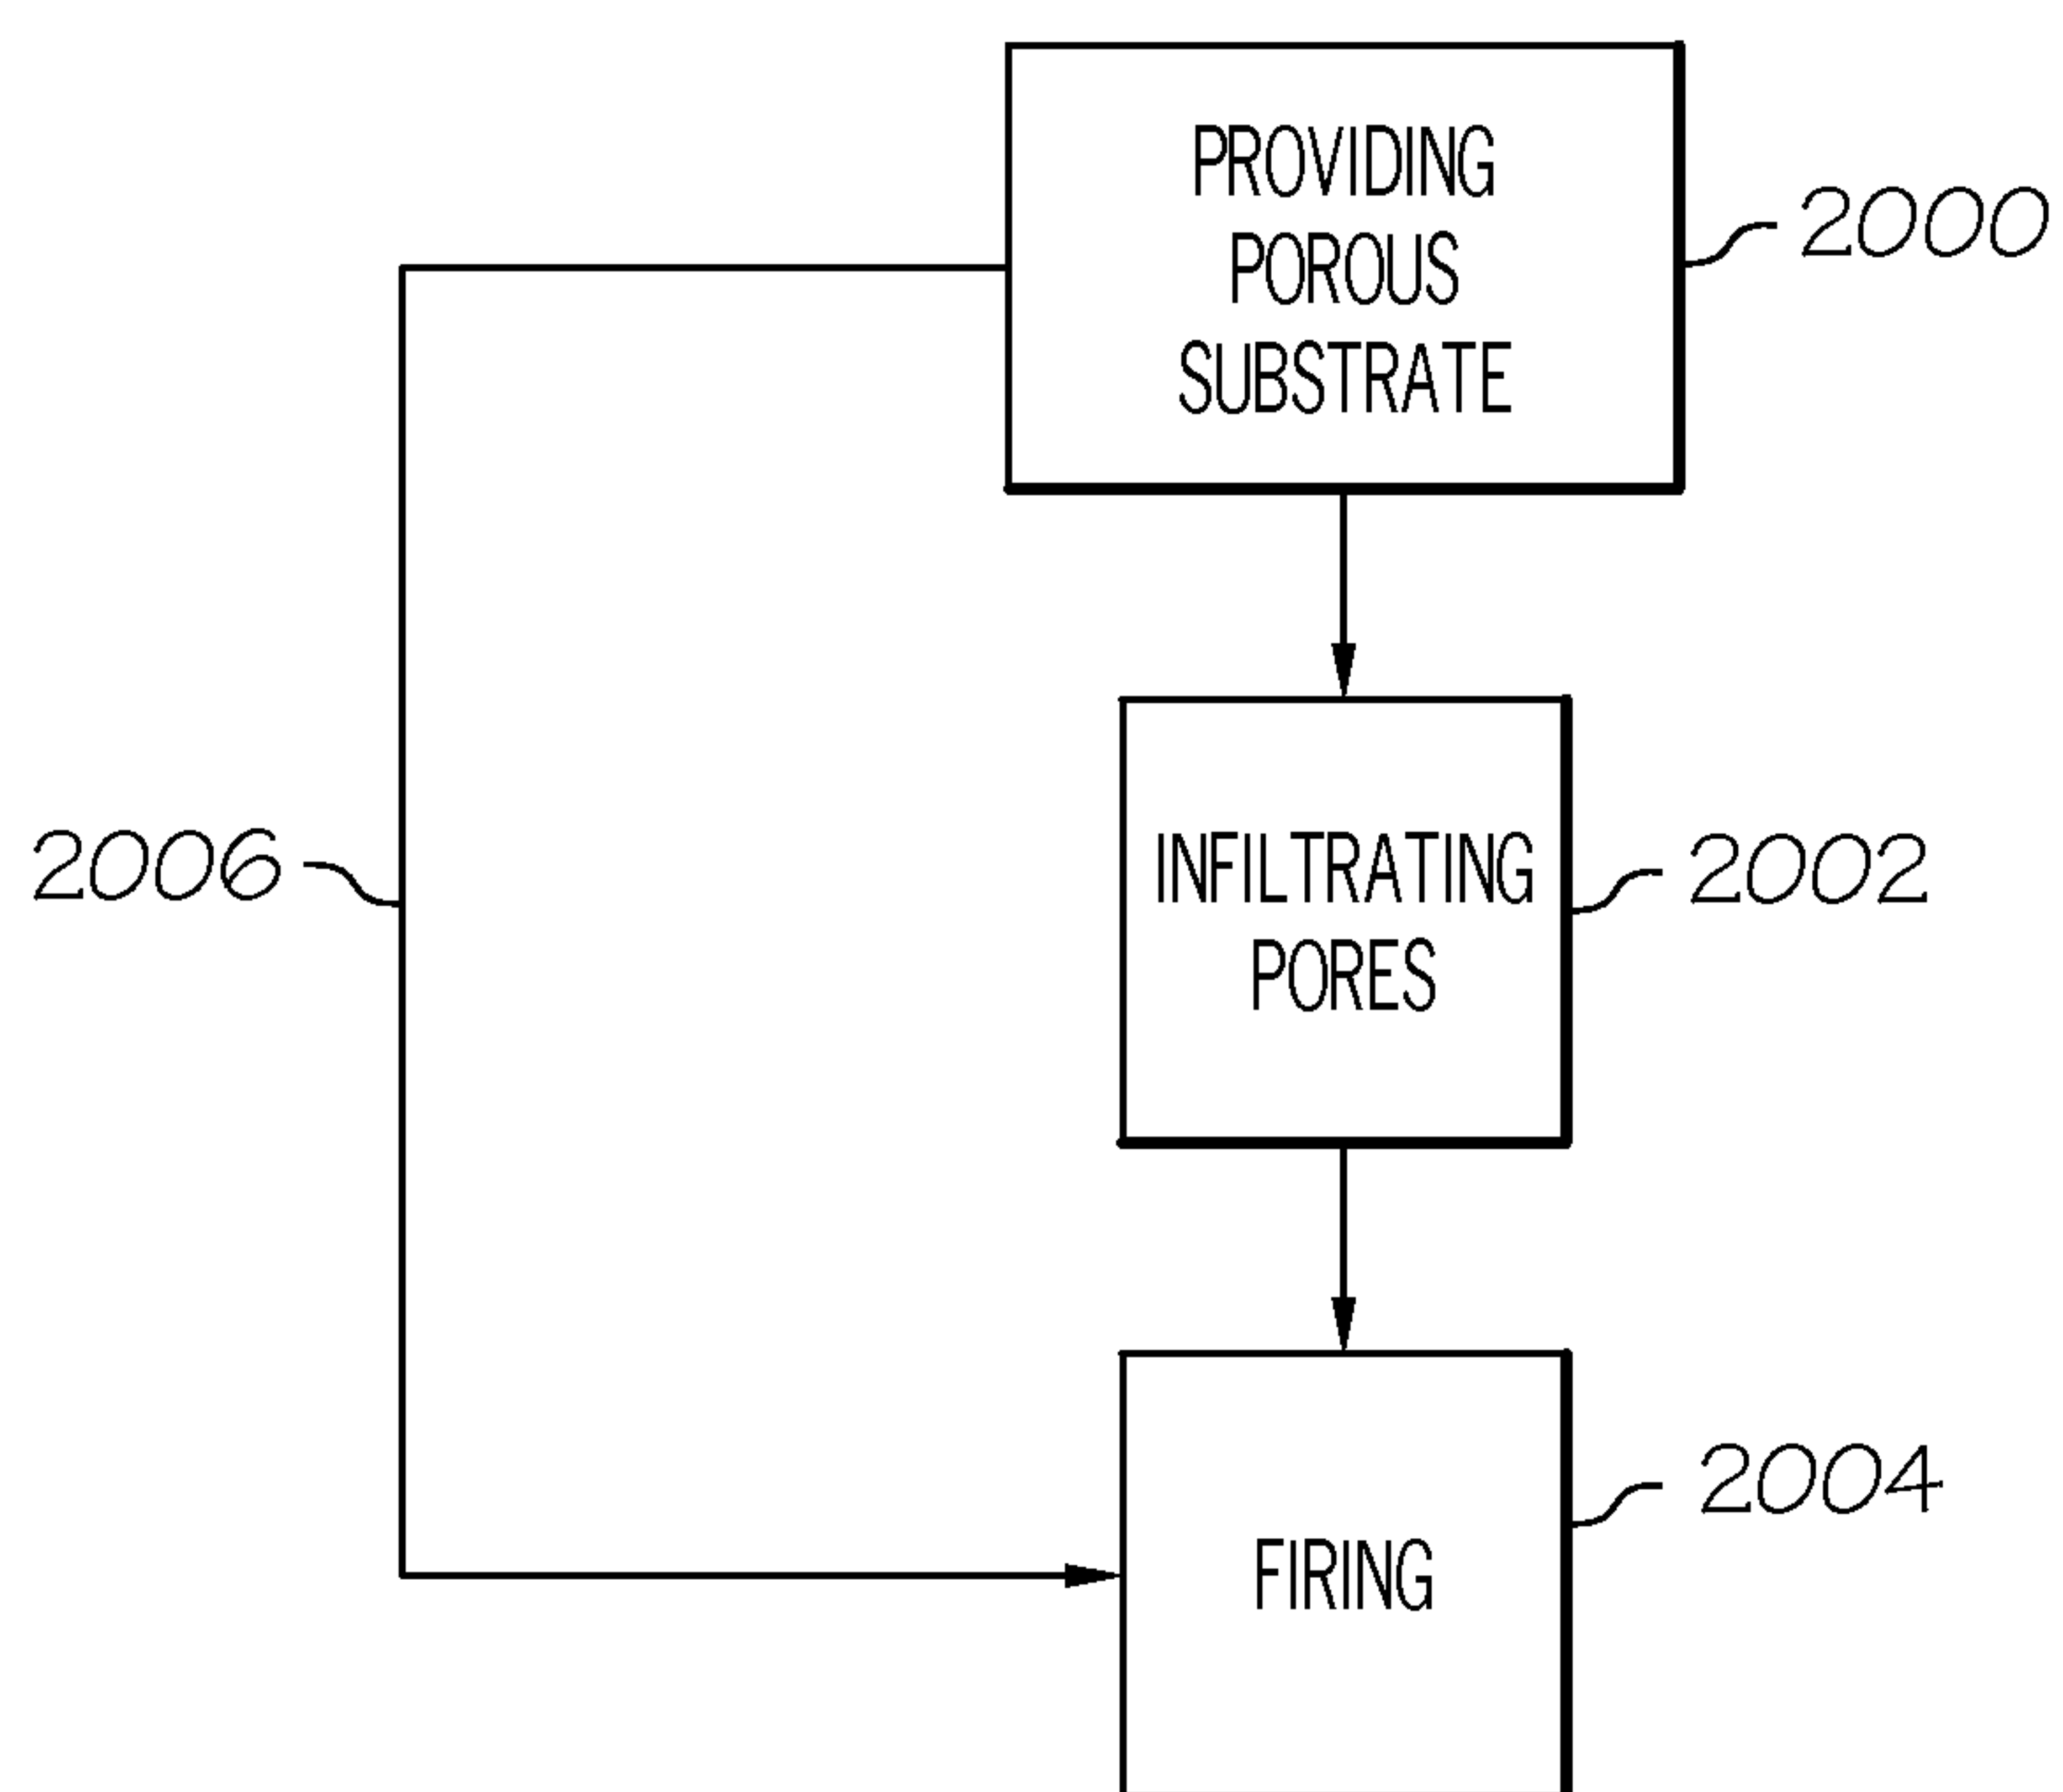 PROVIDING
POROUS
SUBSTRATE
2000
2006
INFILTRATING
PORES
2002
FIRING
2004